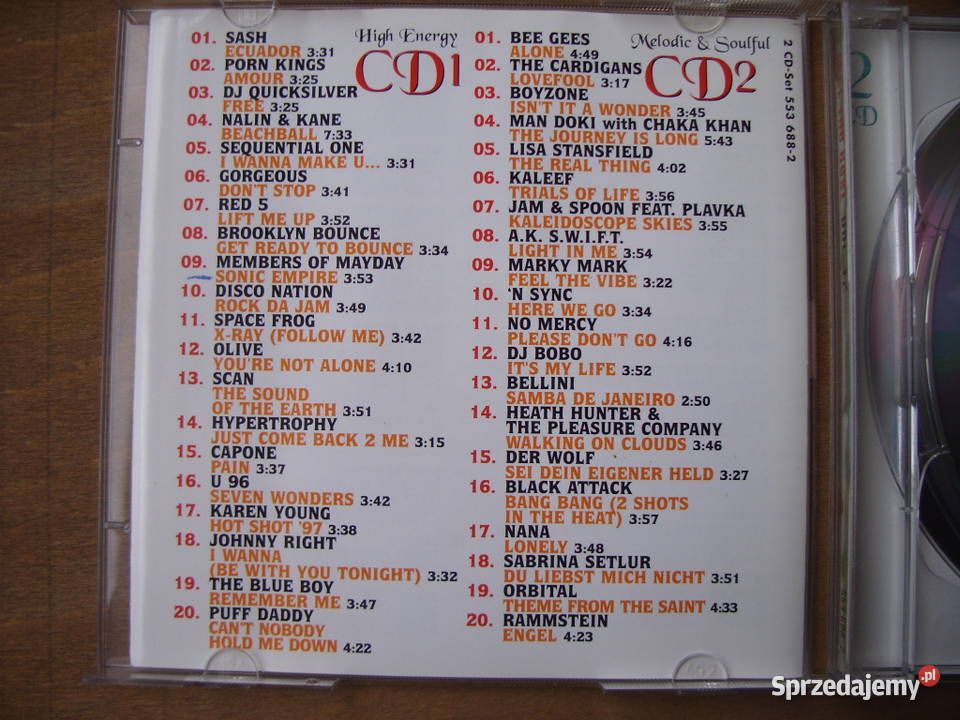 High Energy
CD1
01. SASH
ECUADOR 3:31
02. PORN KINGS
AMOUR 3:25
03. DJ QUICKSILVER
FREE 3:25
04. NALIN & KANE
BEACHBALL 7:33
05. SEQUENTIAL ONE
I WANNA MAKE U... 3:31
06. GORGEOUS
DON'T STOP 3:41
07. RED 5
LIFT ME UP 3:52
08. BROOKLYN BOUNCE
GET READY TO BOUNCE 3:34
09. MEMBERS OF MAYDAY
SONIC EMPIRE 3:53
10. DISCO NATION
ROCK DA JAM 3:49
11. SPACE FROG
X-RAY (FOLLOW ME) 3:42
12. OLIVE
YOU'RE NOT ALONE 4:10
13. SCAN
THE SOUND
OF THE EARTH 3:51
14. HYPERTROPHY
JUST COME BACK 2 ME 3:15
15. CAPONE
PAIN 3:37
16. U 96
SEVEN WONDERS 3:42
17. KAREN YOUNG
HOT SHOT '97 3:38
18. JOHNNY RIGHT
I WANNA
(BE WITH YOU TONIGHT) 3:32
19. THE BLUE BOY
REMEMBER ME 3:47
20. PUFF DADDY
CAN'T NOBODY
HOLD ME DOWN 4:22
Melodic & Soulful
CD2
01. BEE GEES
ALONE 4:49
02. THE CARDIGANS
LOVEFOOL 3:17
03. BOYZONE
ISN'T IT A WONDER 3:45
04. MAN DOKI with CHAKA KHAN
THE JOURNEY IS LONG 5:43
05. LISA STANSFIELD
THE REAL THING 4:02
06. KALEEF
TRIALS OF LIFE 3:56
07. JAM & SPOON FEAT. PLAVKA
KALEIDOSCOPE SKIES 3:55
08. A.K. S.W.I.F.T.
LIGHT IN ME 3:54
09. MARKY MARK
FEEL THE VIBE 3:22
10. 'N SYNC
HERE WE GO 3:34
11. NO MERCY
PLEASE DON'T GO 4:16
12. DJ BOBO
IT'S MY LIFE 3:52
13. BELLINI
SAMBA DE JANEIRO 2:50
14. HEATH HUNTER &
THE PLEASURE COMPANY
WALKING ON CLOUDS 3:46
15. DER WOLF
SEI DEIN EIGENER HELD 3:27
16. BLACK ATTACK
BANG BANG (2 SHOTS
IN THE HEAT) 3:57
17. NANA
LONELY 3:48
18. SABRINA SETLUR
DU LIEBST MICH NICHT 3:51
19. ORBITAL
THEME FROM THE SAINT 4:33
20. RAMMSTEIN
ENGEL 4:23
2 CD-Set 553 688-2
2
CD
Sprzedajemy.pl